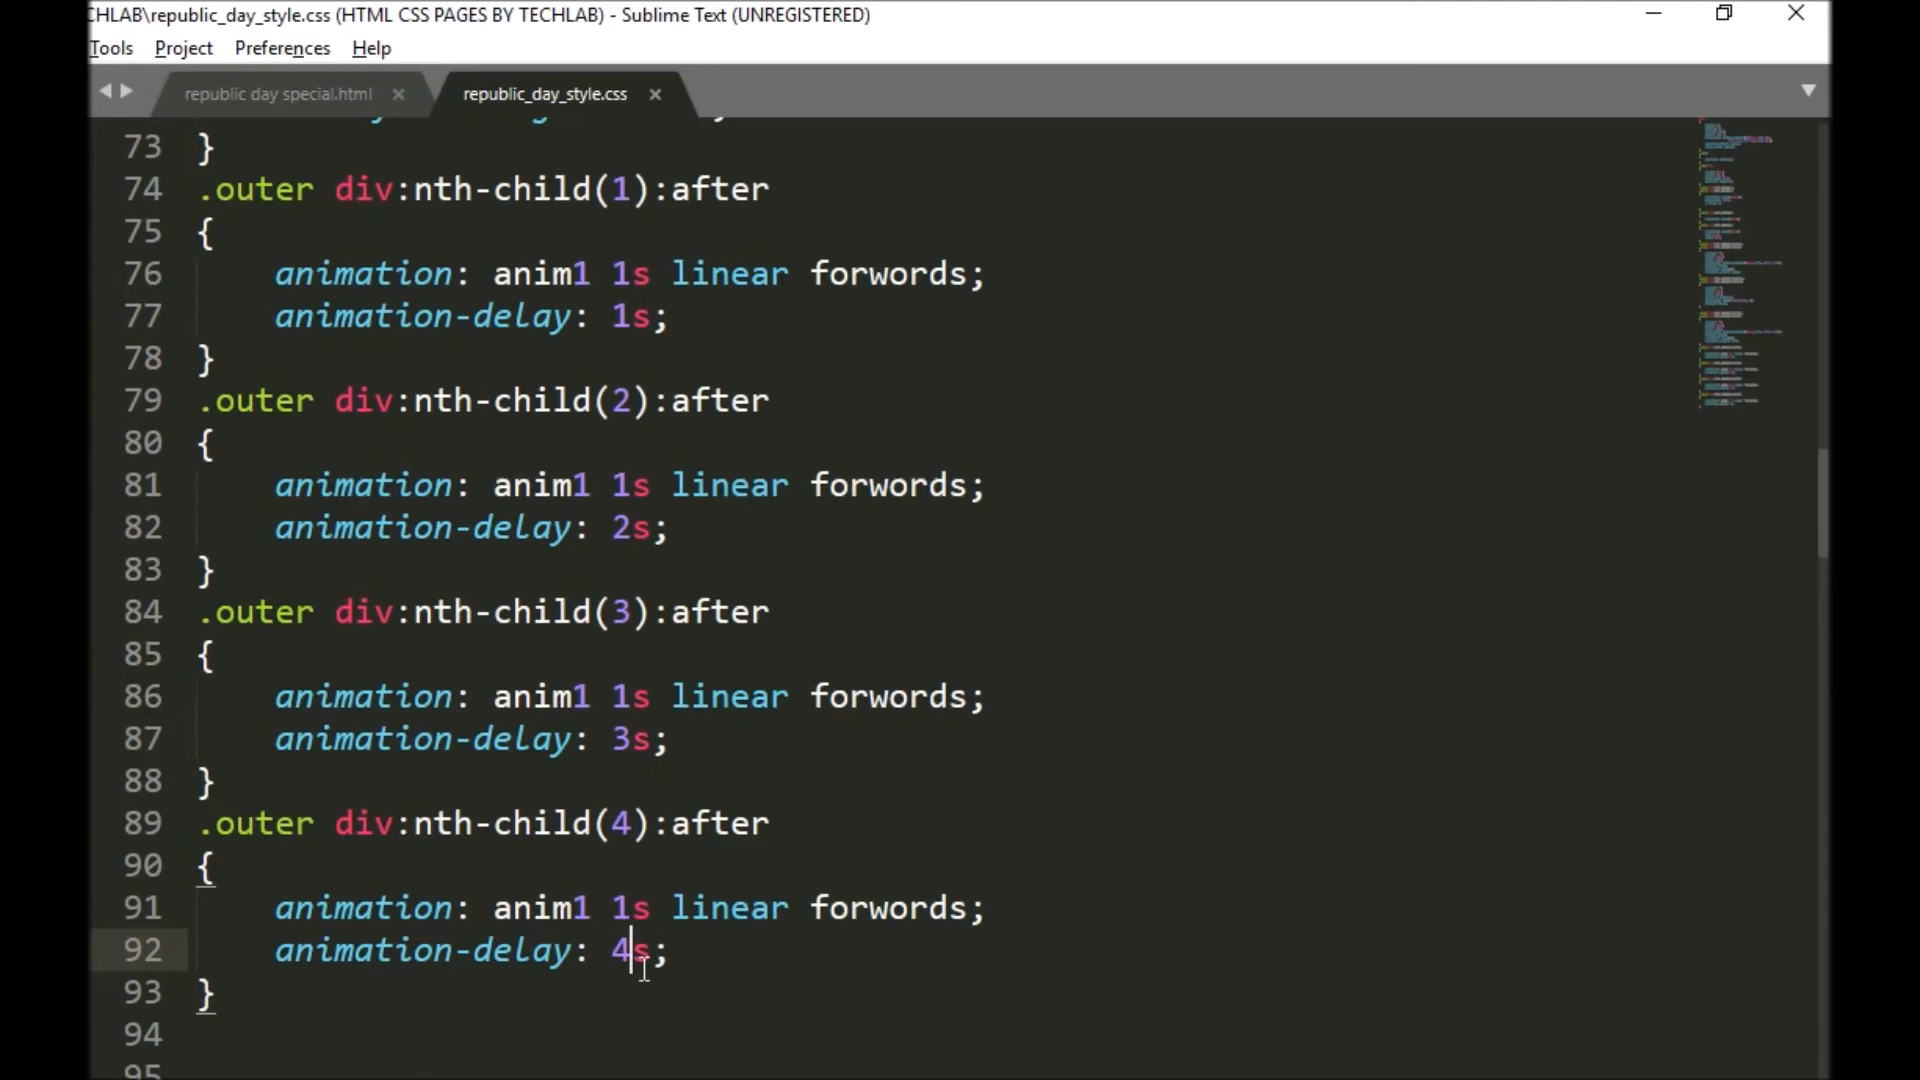 CHLAB\republic_day_style.css (HTML CSS PAGES BY TECHLAB) - Sublime Text (UNREGISTERED)
Tools Project Preferences Help
republic day special.html republic_day_style.css
73 }
74 .outer div:nth-child(1):after
75 {
76 animation: anim1 1s linear forwords;
77 animation-delay: 1s;
78 }
79 .outer div:nth-child(2):after
80 {
81 animation: anim1 1s linear forwords;
82 animation-delay: 2s;
83 }
84 .outer div:nth-child(3):after
85 {
86 animation: anim1 1s linear forwords;
87 animation-delay: 3s;
88 }
89 .outer div:nth-child(4):after
90 {
91 animation: anim1 1s linear forwords;
92 animation-delay: 4s;
93 }
94
95